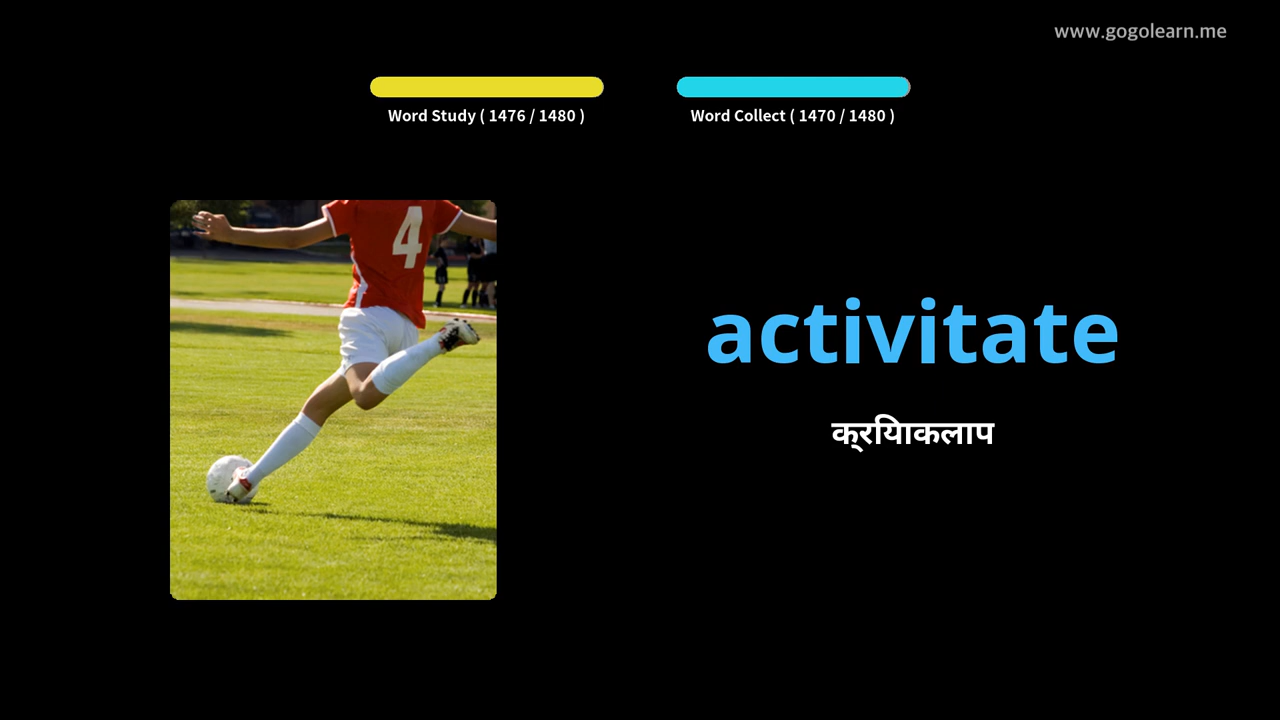 www.gogolearn.me
Word Study ( 1476 / 1480 )
Word Collect ( 1470 / 1480 )
4
activitate
क्रियाकलाप